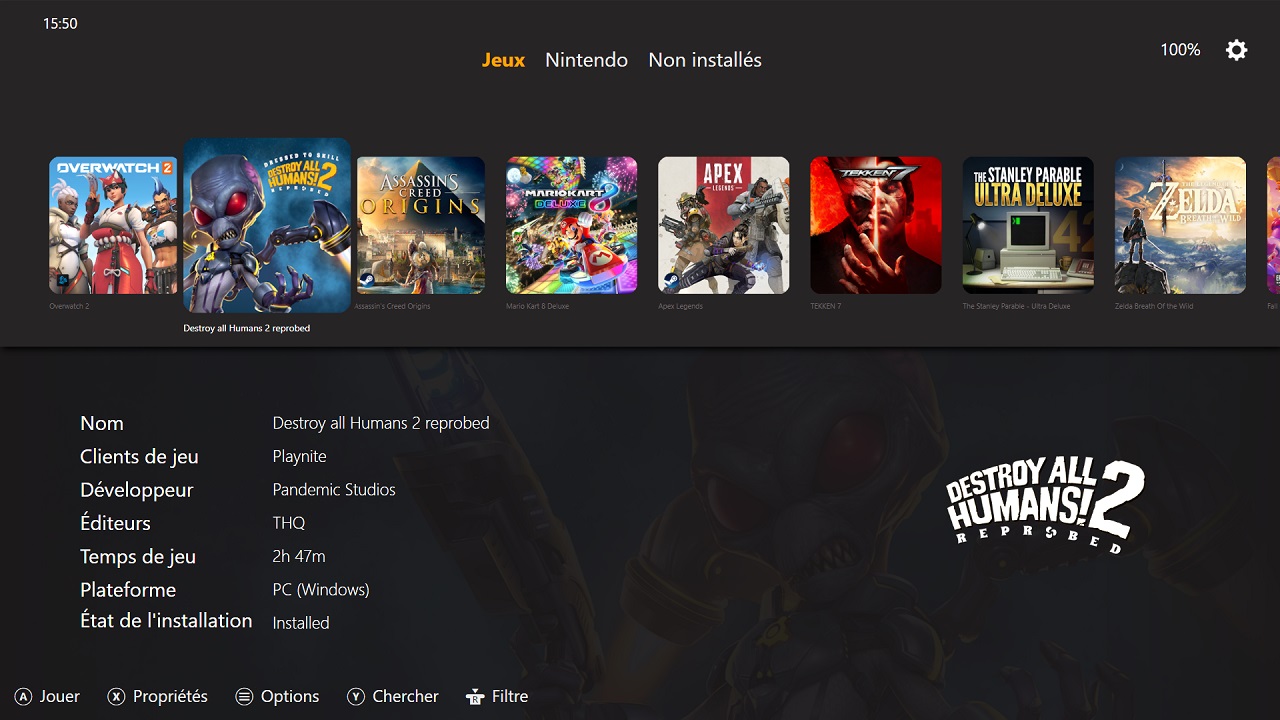 15:50
Jeux Nintendo Non installés
100%
OVERWATCH 2
DRESSED TO SKILL
DESTROY ALL
HUMANS! 2
REPROBED
ASSASSIN'S
CREED
ORIGINS
MARIOKART 8
DELUXE
APEX
LEGENDS
TEKKEN 7
THE STANLEY PARABLE
ULTRA DELUXE
42
THE LEGEND OF
ZELDA
BREATH OF THE WILD
Overwatch 2
Destroy all Humans 2 reprobed
Assassin's Creed Origins
Mario Kart 8 Deluxe
Apex Legends
TEKKEN 7
The Stanley Parable - Ultra Deluxe
Zelda Breath Of the Wild
Nom Destroy all Humans 2 reprobed
Clients de jeu Playnite
Développeur Pandemic Studios
Éditeurs THQ
Temps de jeu 2h 47m
Plateforme PC (Windows)
État de l'installation Installed
DESTROY ALL
HUMANS! 2
REPROBED
A Jouer X Propriétés Options Y Chercher R Filtre